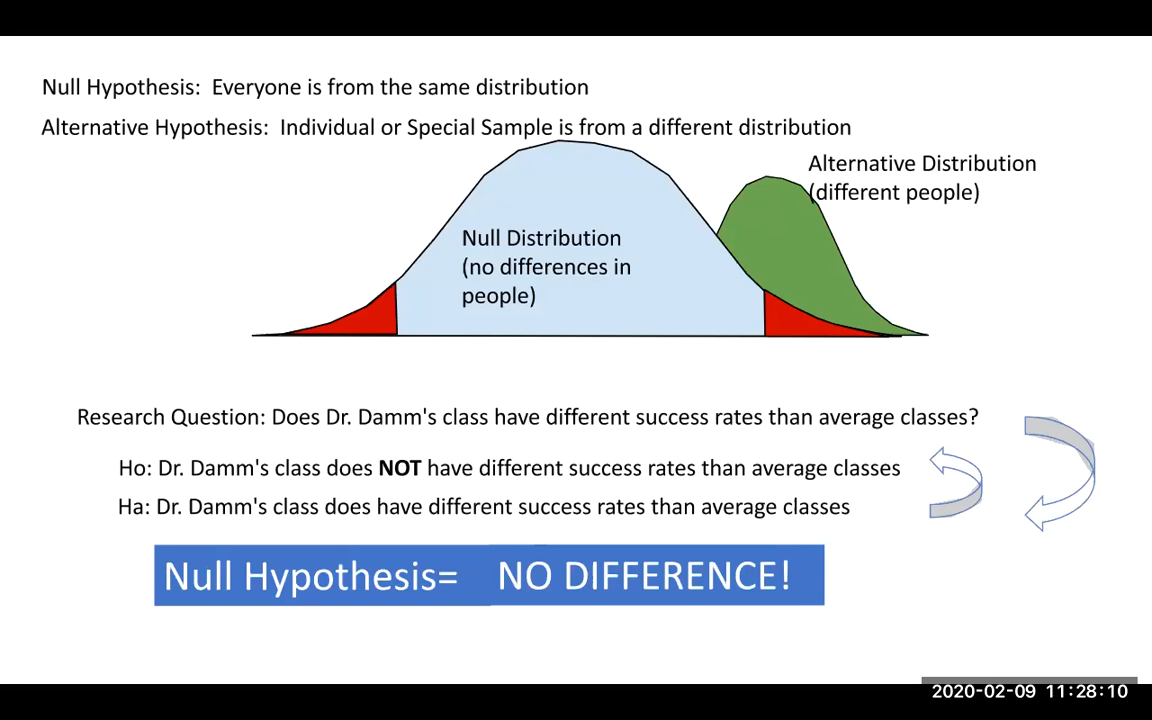 Null Hypothesis: Everyone is from the same distribution
Alternative Hypothesis: Individual or Special Sample is from a different distribution
Alternative Distribution
(different people)
Null Distribution
(no differences in
people)
Research Question: Does Dr. Damm's class have different success rates than average classes?
Ho: Dr. Damm's class does NOT have different success rates than average classes
Ha: Dr. Damm's class does have different success rates than average classes
Null Hypothesis= NO DIFFERENCE!
2020-02-09 11:28:10